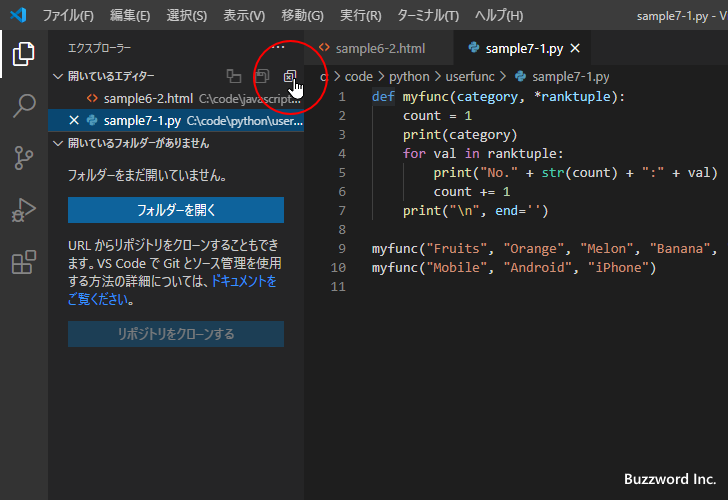 ファイル(F) 編集(E) 選択(S) 表示(V) 移動(G) 実行(R) ターミナル(T) ヘルプ(H) sample7-1.py - V
エクスプローラー ...
sample6-2.html sample7-1.py
開いているエディター
code > python > userfunc > sample7-1.py
sample6-2.html C:\code\javascript...
sample7-1.py C:\code\python\user...
開いているフォルダーがありません
フォルダーをまだ開いていません。
フォルダーを開く
URL からリポジトリをクローンすることもでき
ます。VS Code で Git とソース管理を使用
する方法の詳細については、ドキュメントを
ご覧ください。
リポジトリをクローンする
1 def myfunc(category, *ranktuple):
2     count = 1
3     print(category)
4     for val in ranktuple:
5         print("No." + str(count) + ":" + val)
6         count += 1
7     print("\n", end='')
8
9 myfunc("Fruits", "Orange", "Melon", "Banana",
10 myfunc("Mobile", "Android", "iPhone")
11
Buzzword Inc.